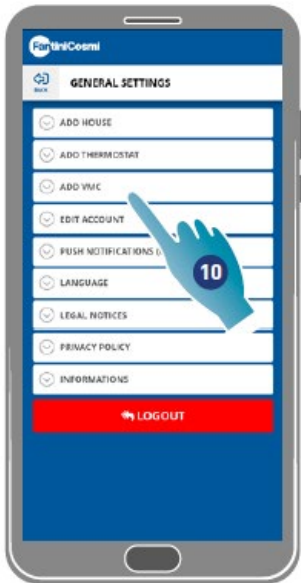 FantiniCosmi
BACK
GENERAL SETTINGS
ADD HOUSE
ADD THERMOSTAT
ADD VMC
EDIT ACCOUNT
PUSH NOTIFICATIONS (
10
LANGUAGE
LEGAL NOTICES
PRIVACY POLICY
INFORMATIONS
LOGOUT